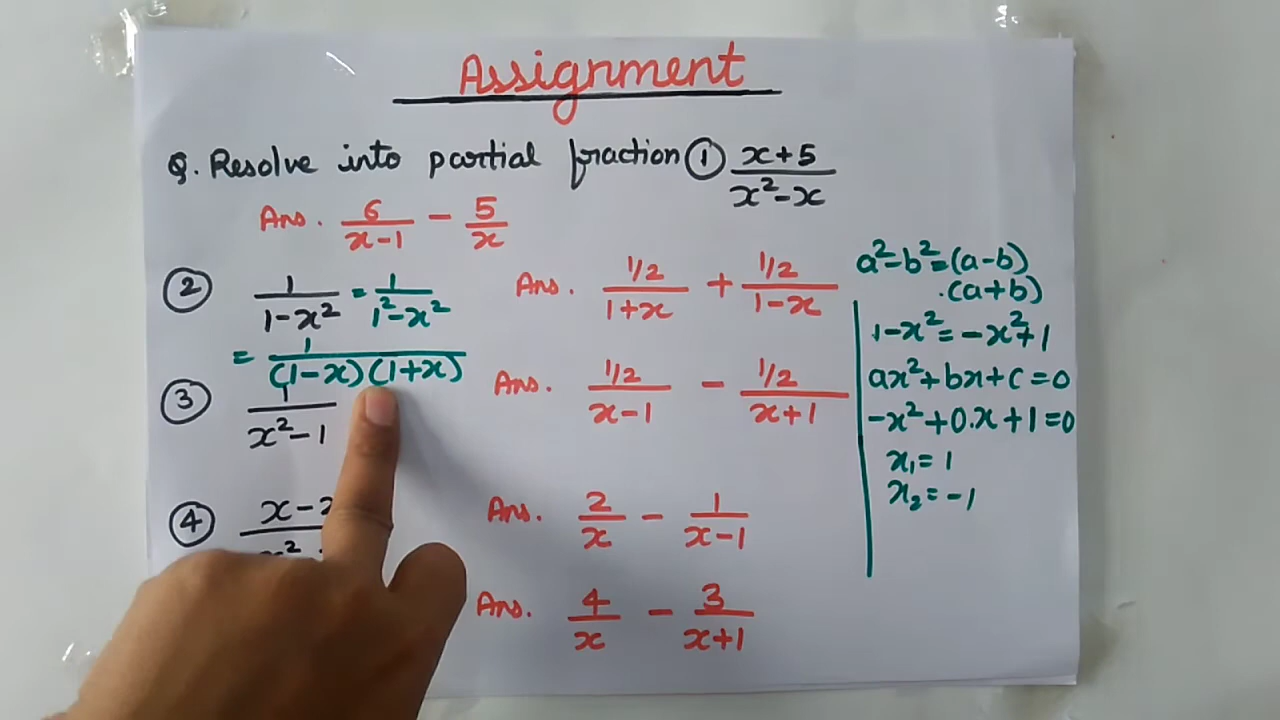 Assignment
Q. Resolve into partial fraction ① (x+5)/(x²-x)
Ans. 6/(x-1) - 5/x
② 1/(1-x²) = 1/(1²-x²)
= 1/((1-x)(1+x))
Ans. (1/2)/(1+x) + (1/2)/(1-x)
③ 1/(x²-1)
Ans. (1/2)/(x-1) - (1/2)/(x+1)
④ x-2
Ans. 2/x - 1/(x-1)
Ans. 4/x - 3/(x+1)
a²-b²=(a-b)
.(a+b)
1-x²=-x²+1
ax²+bx+c=0
-x²+0.x+1=0
x₁=1
x₂=-1